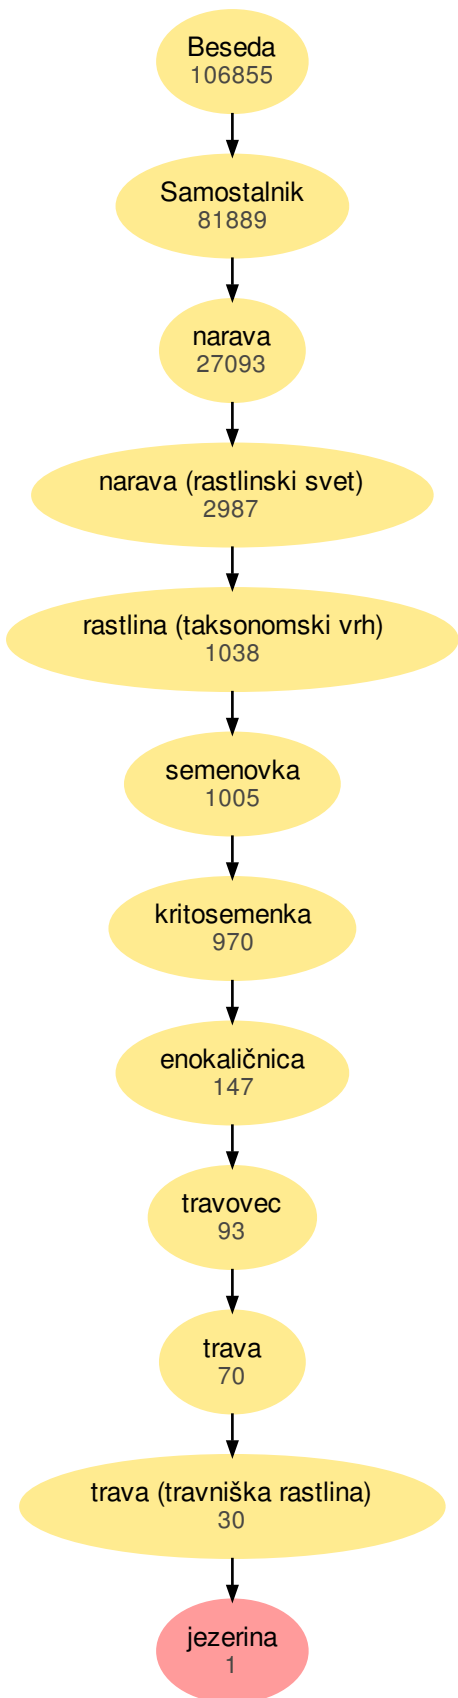 Beseda
106855
Samostalnik
81889
narava
27093
narava (rastlinski svet)
2987
rastlina (taksonomski vrh)
1038
semenovka
1005
kritosemenka
970
enokaličnica
147
travovec
93
trava
70
trava (travniška rastlina)
30
jezerina
1